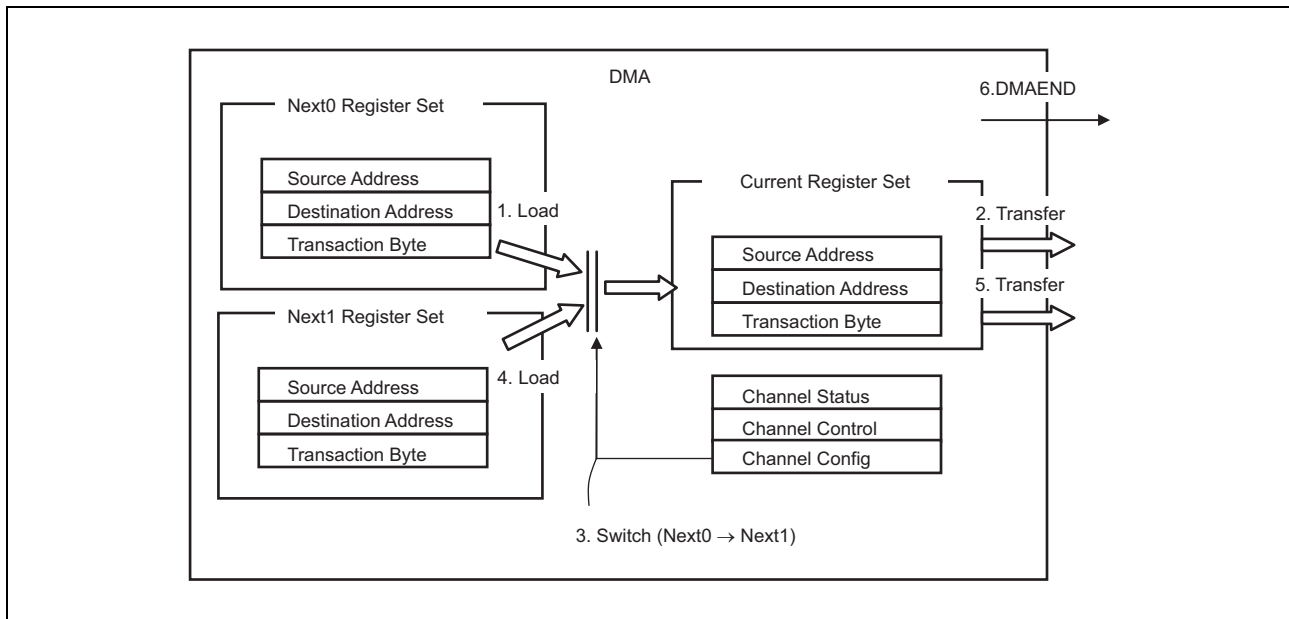 DMA
6.DMAEND
Next0 Register Set
Source Address
Destination Address
Transaction Byte
1. Load
Current Register Set
2. Transfer
Source Address
Destination Address
Transaction Byte
5. Transfer
Next1 Register Set
4. Load
Source Address
Destination Address
Transaction Byte
Channel Status
Channel Control
Channel Config
3. Switch (Next0 → Next1)